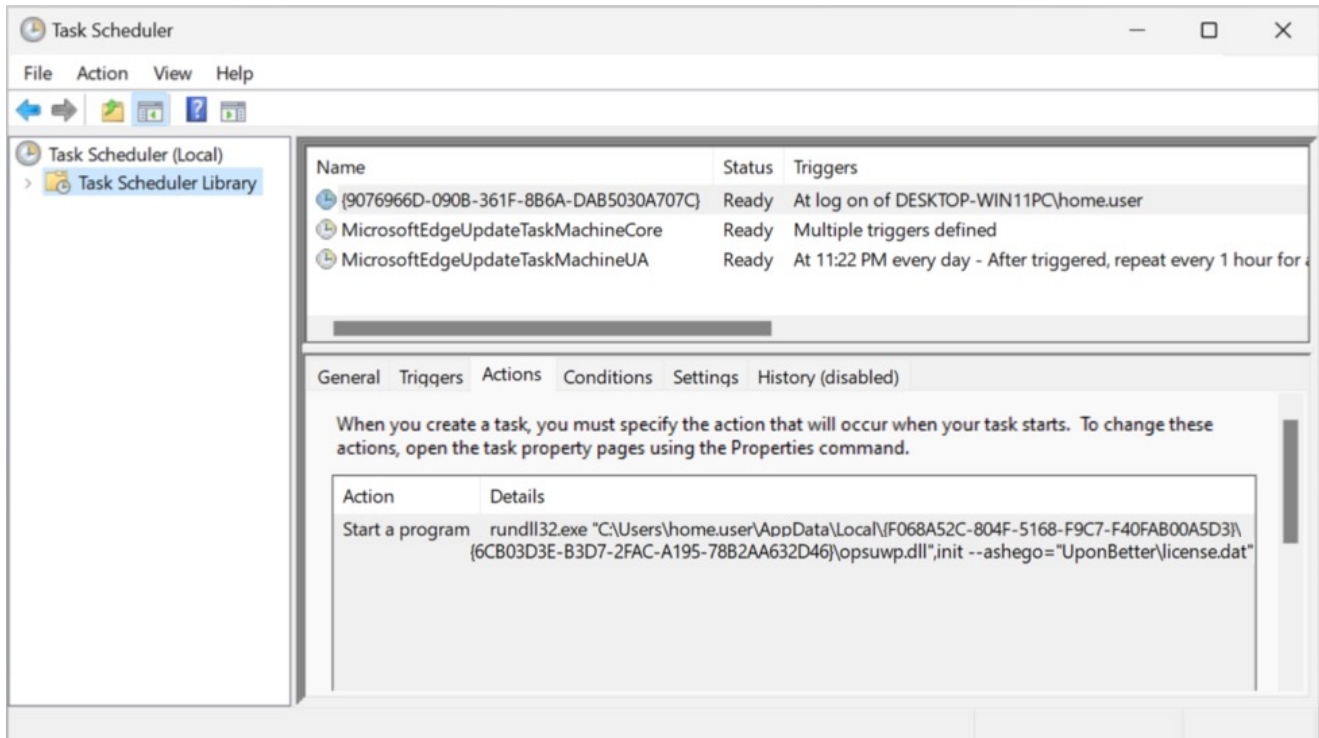 Task Scheduler
File Action View Help
Task Scheduler (Local)
Task Scheduler Library
Name Status Triggers
{9076966D-090B-361F-8B6A-DAB5030A707C} Ready At log on of DESKTOP-WIN11PC\home.user
MicrosoftEdgeUpdateTaskMachineCore Ready Multiple triggers defined
MicrosoftEdgeUpdateTaskMachineUA Ready At 11:22 PM every day - After triggered, repeat every 1 hour for a
General Triggers Actions Conditions Settings History (disabled)
When you create a task, you must specify the action that will occur when your task starts. To change these
actions, open the task property pages using the Properties command.
Action Details
Start a program rundll32.exe "C:\Users\home.user\AppData\Local\{F068A52C-804F-5168-F9C7-F40FAB00A5D3}\
{6CB03D3E-B3D7-2FAC-A195-78B2AA632D46}\opsuwp.dll",init --ashego="UponBetter\license.dat"